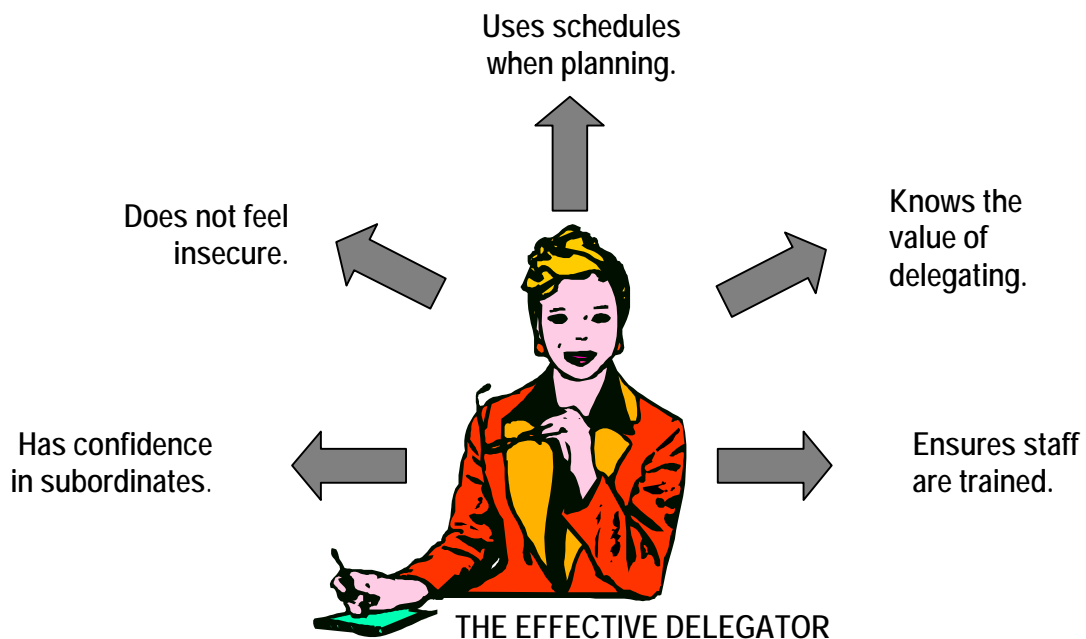 Uses schedules
when planning.
Does not feel
insecure.
Knows the
value of
delegating.
Has confidence
in subordinates.
Ensures staff
are trained.
THE EFFECTIVE DELEGATOR